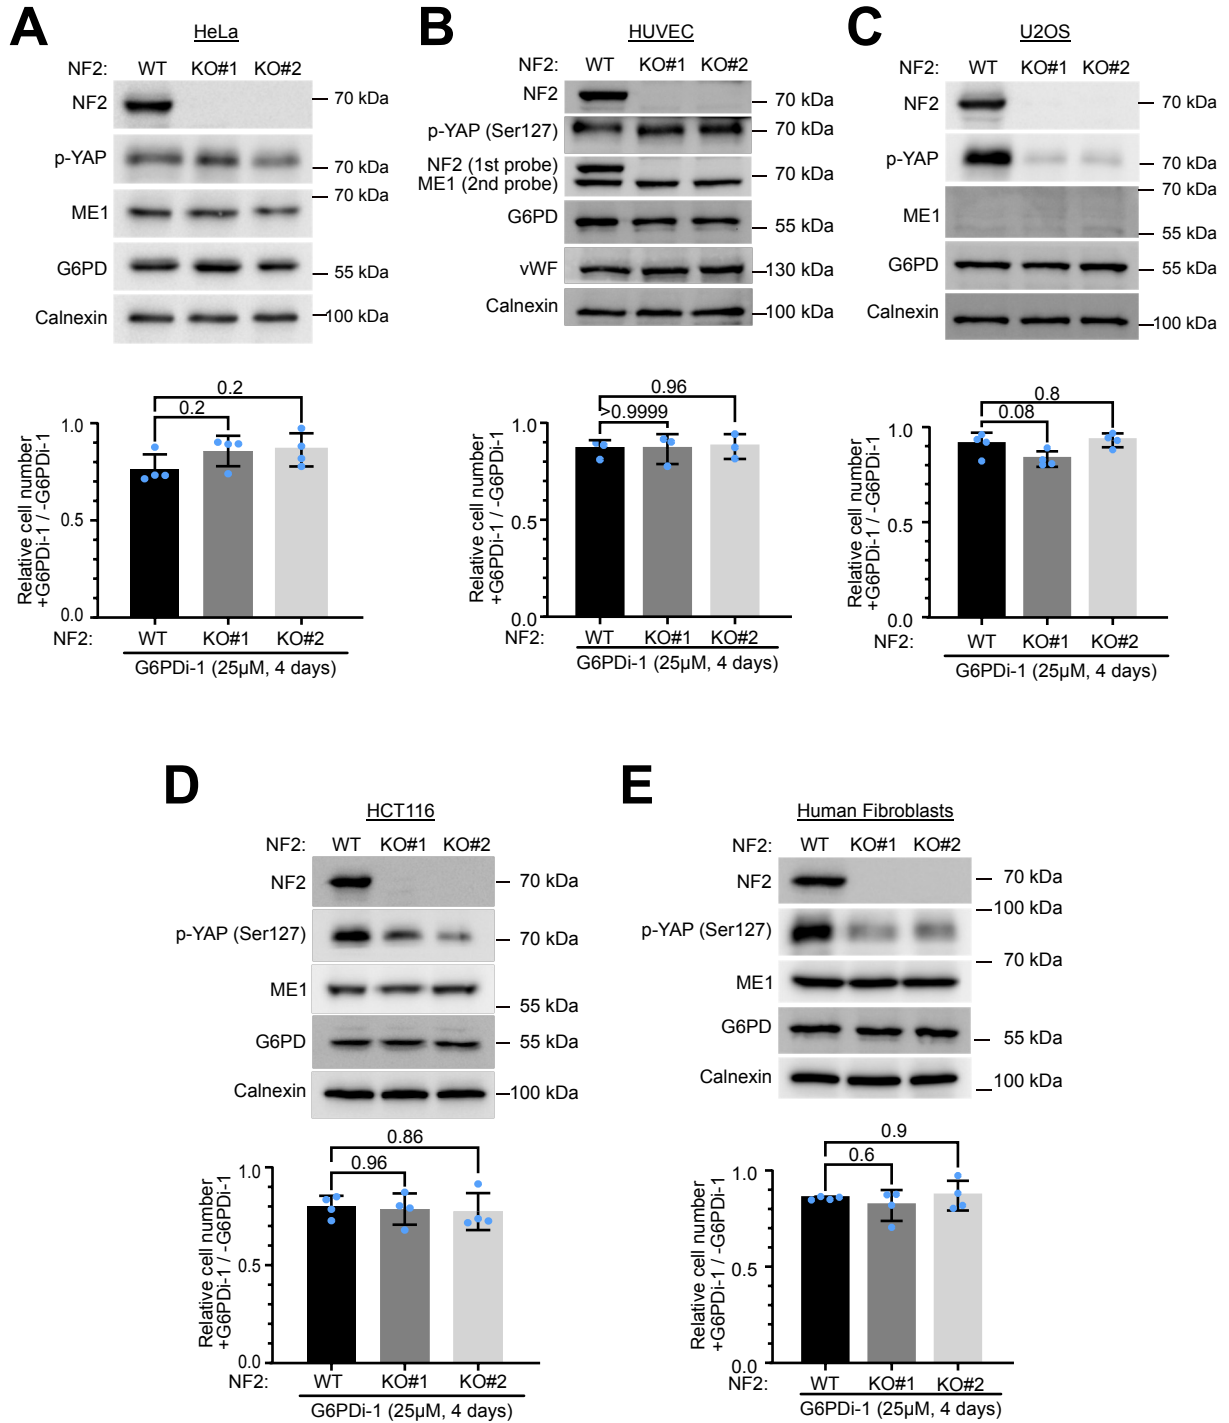 A
HeLa
NF2: WT KO#1 KO#2
NF2
70 kDa
p-YAP
70 kDa
ME1
70 kDa
G6PD
55 kDa
Calnexin
100 kDa
0.2
0.2
Relative cell number
+G6PDi-1 / -G6PDi-1
1.0
0.5
0.0
NF2: WT KO#1 KO#2
G6PDi-1 (25µM, 4 days)
B
HUVEC
NF2: WT KO#1 KO#2
NF2
70 kDa
p-YAP (Ser127)
70 kDa
NF2 (1st probe)
ME1 (2nd probe)
70 kDa
G6PD
55 kDa
vWF
130 kDa
Calnexin
100 kDa
0.96
>0.9999
Relative cell number
+G6PDi-1 / -G6PDi-1
1.0
0.5
0.0
NF2: WT KO#1 KO#2
G6PDi-1 (25µM, 4 days)
C
U2OS
NF2: WT KO#1 KO#2
NF2
70 kDa
p-YAP
70 kDa
70 kDa
ME1
55 kDa
G6PD
55 kDa
Calnexin
100 kDa
0.8
0.08
Relative cell number
+G6PDi-1 / -G6PDi-1
1.0
0.5
0.0
NF2: WT KO#1 KO#2
G6PDi-1 (25µM, 4 days)
D
HCT116
NF2: WT KO#1 KO#2
NF2
70 kDa
p-YAP (Ser127)
70 kDa
ME1
55 kDa
G6PD
55 kDa
Calnexin
100 kDa
0.86
0.96
Relative cell number
+G6PDi-1 / -G6PDi-1
1.0
0.5
0.0
NF2: WT KO#1 KO#2
G6PDi-1 (25µM, 4 days)
E
Human Fibroblasts
NF2: WT KO#1 KO#2
NF2
70 kDa
100 kDa
p-YAP (Ser127)
70 kDa
ME1
G6PD
55 kDa
Calnexin
100 kDa
0.9
0.6
Relative cell number
+G6PDi-1 / -G6PDi-1
1.0
0.5
0.0
NF2: WT KO#1 KO#2
G6PDi-1 (25µM, 4 days)